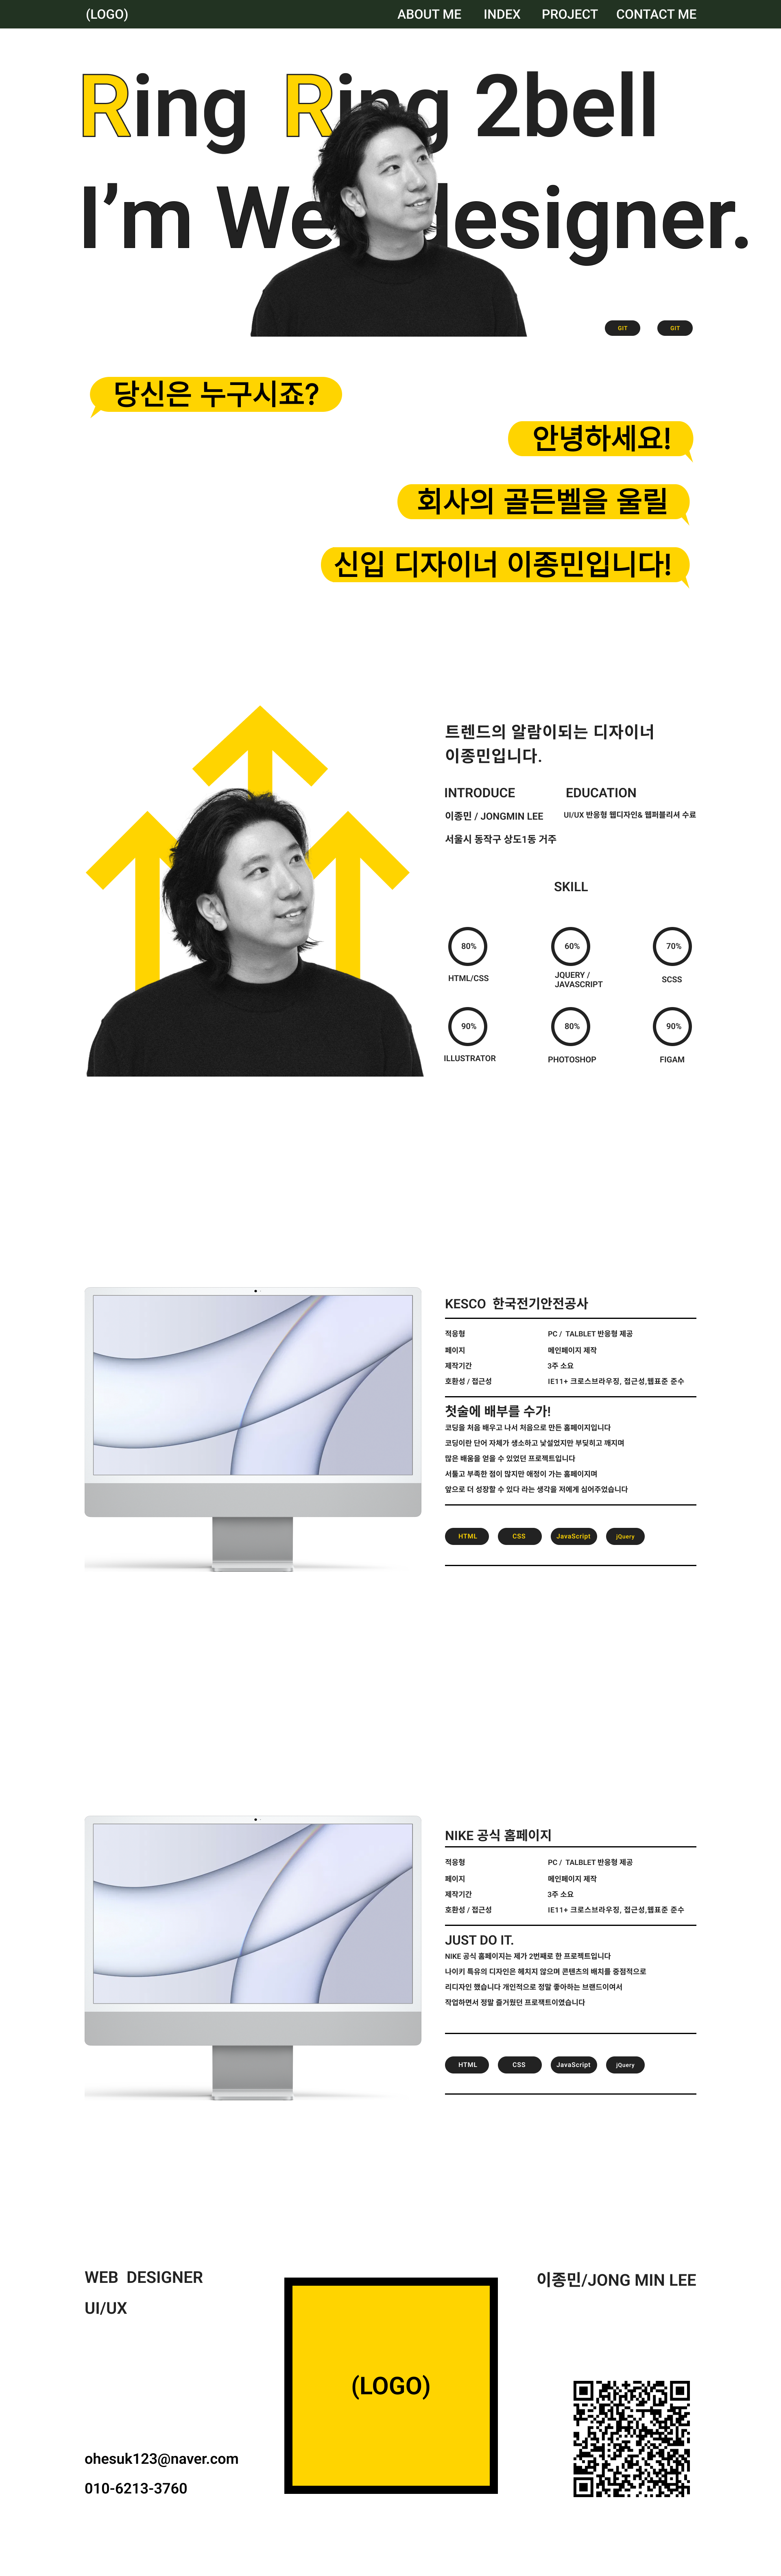 (LOGO) ABOUT ME INDEX PROJECT CONTACT ME
Ring Ring 2bell
I'm We designer.
GIT GIT
당신은 누구시죠?
안녕하세요!
회사의 골든벨을 울릴
신입 디자이너 이종민입니다!
트렌드의 알람이되는 디자이너
이종민입니다.
INTRODUCE EDUCATION
이종민 / JONGMIN LEE UI/UX 반응형 웹디자인& 웹퍼블리셔 수료
서울시 동작구 상도1동 거주
SKILL
80% 60% 70%
HTML/CSS JQUERY / JAVASCRIPT SCSS
90% 80% 90%
ILLUSTRATOR PHOTOSHOP FIGAM
KESCO 한국전기안전공사
적응형 PC / TALBLET 반응형 제공
페이지 메인페이지 제작
제작기간 3주 소요
호환성 / 접근성 IE11+ 크로스브라우징, 접근성,웹표준 준수
첫술에 배부를 수가!
코딩을 처음 배우고 나서 처음으로 만든 홈페이지입니다
코딩이란 단어 자체가 생소하고 낯설었지만 부딪히고 깨지며
많은 배움을 얻을 수 있었던 프로젝트입니다
서툴고 부족한 점이 많지만 애정이 가는 홈페이지며
앞으로 더 성장할 수 있다 라는 생각을 저에게 심어주었습니다
HTML CSS JavaScript jQuery
NIKE 공식 홈페이지
적응형 PC / TALBLET 반응형 제공
페이지 메인페이지 제작
제작기간 3주 소요
호환성 / 접근성 IE11+ 크로스브라우징, 접근성,웹표준 준수
JUST DO IT.
NIKE 공식 홈페이지는 제가 2번째로 한 프로젝트입니다
나이키 특유의 디자인은 헤치지 않으며 콘텐츠의 배치를 중점적으로
리디자인 했습니다 개인적으로 정말 좋아하는 브랜드이여서
작업하면서 정말 즐거웠던 프로잭트이였습니다
HTML CSS JavaScript jQuery
WEB DESIGNER 이종민/JONG MIN LEE
UI/UX
(LOGO)
ohesuk123@naver.com
010-6213-3760